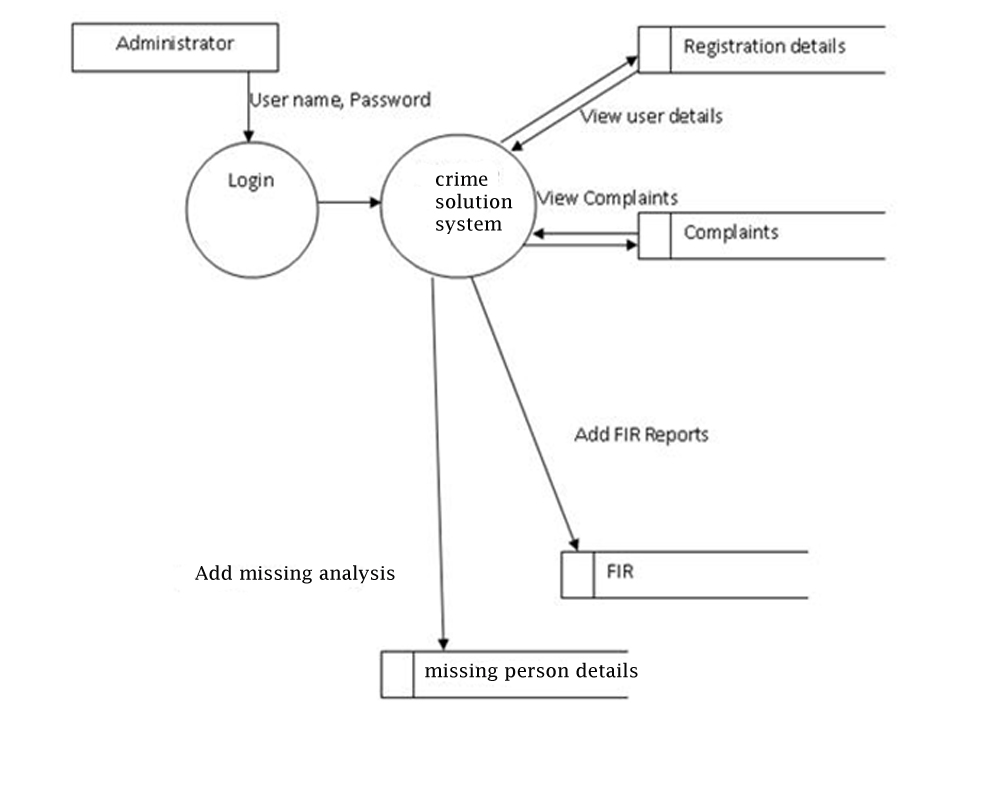 Administrator
Registration details
User name, Password
View user details
Login
crime
solution
system
View Complaints
Complaints
Add FIR Reports
Add missing analysis
FIR
missing person details